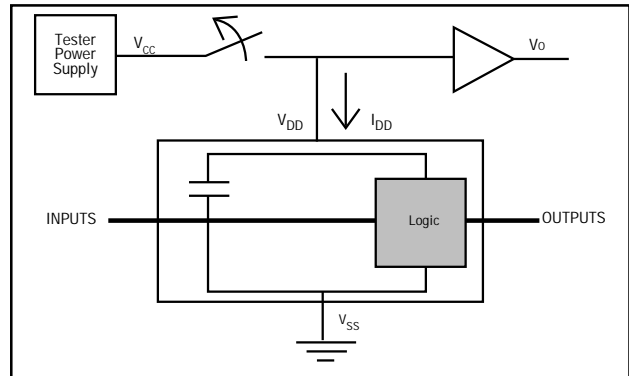 Tester
Power
Supply
VCC
VO
VDD
IDD
INPUTS
Logic
OUTPUTS
VSS